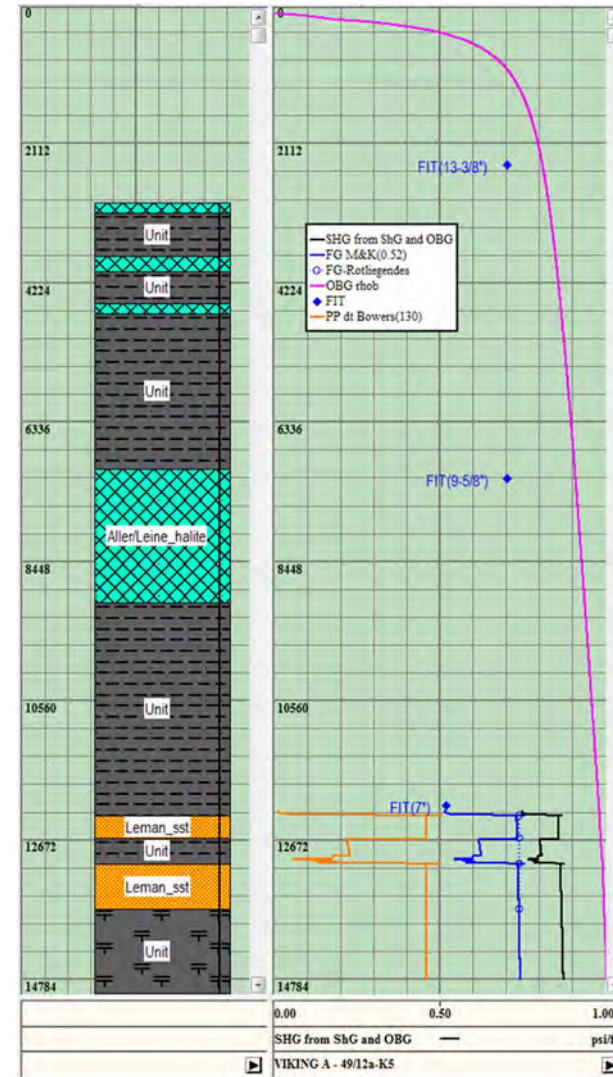 0
2112
4224
6336
8448
10560
12672
14784
Unit
Unit
Unit
Aller/Leine_halite
Unit
Leman_sst
Unit
Leman_sst
Unit
0
2112
4224
6336
8448
10560
12672
14784
FIT(13-3/8")
SHG from ShG and OBG
FG M&K(0.52)
FG-Rotliegendes
OBG rhob
FIT
PP dt Bowers(130)
FIT(9-5/8")
FIT(7")
0.00 0.50 1.00
SHG from ShG and OBG psi/f
VIKING A - 49/12a-K5